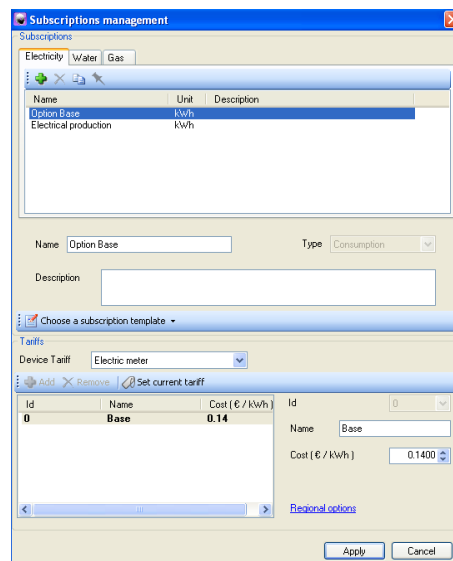 Subscriptions management
Subscriptions
Electricity Water Gas
Name Unit Description
Option Base kWh
Electrical production kWh
Name Option Base Type Consumption
Description
Choose a subscription template
Tariffs
Device Tariff Electric meter
Add Remove Set current tariff
Id Name Cost ( € / kWh )
0 Base 0.14
Id 0
Name Base
Cost ( € / kWh ) 0.1400
Regional options
Apply Cancel